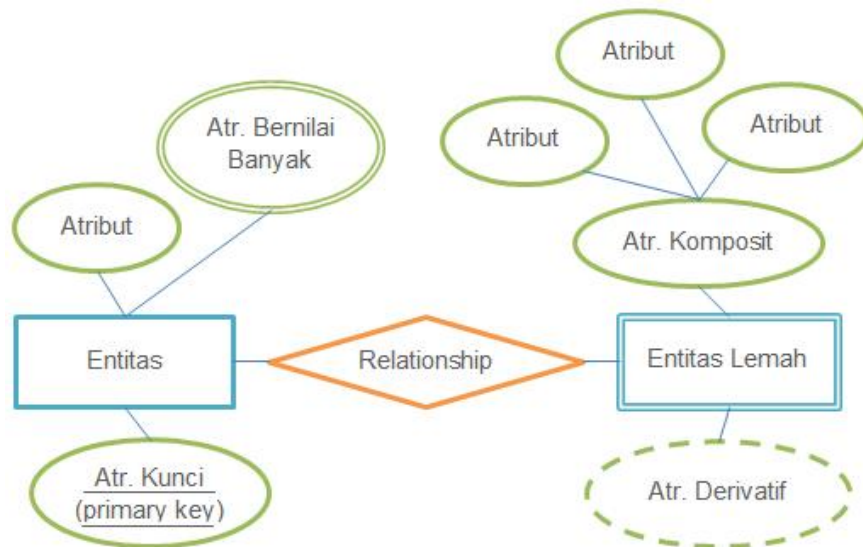 Atribut
Atr. Bernilai
Banyak
Atribut
Atribut
Atribut
Atr. Komposit
Entitas
Relationship
Entitas Lemah
Atr. Kunci
(primary key)
Atr. Derivatif